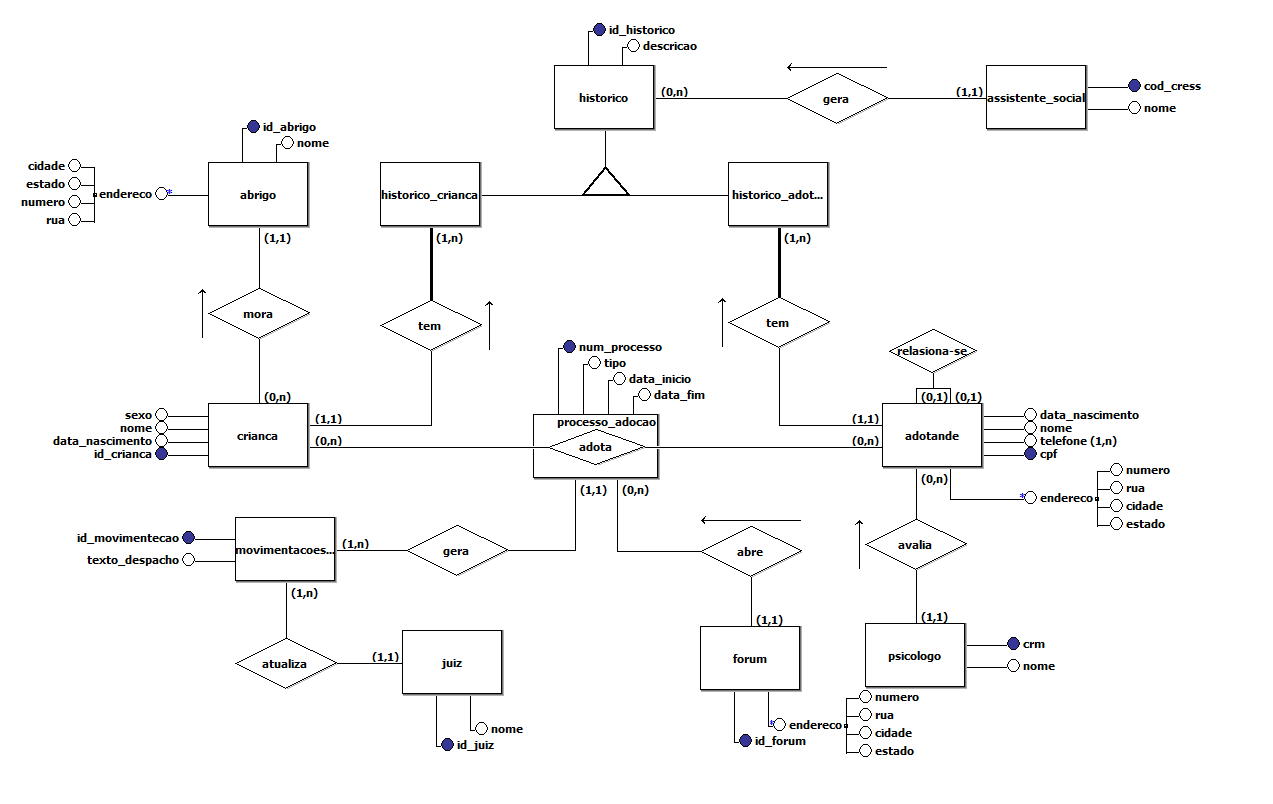 id_historico
descricao
historico
(0,n)
gera
(1,1)
assistente_social
cod_cress
nome
id_abrigo
nome
cidade
estado
numero
rua
endereco
*
abrigo
(1,1)
historico_crianca
(1,n)
historico_adot...
(1,n)
mora
tem
tem
relasiona-se
(0,1)
(0,1)
num_processo
tipo
data_inicio
data_fim
processo_adocao
adota
(0,n)
sexo
nome
data_nascimento
id_crianca
crianca
(1,1)
(0,n)
(1,1)
(0,n)
adotande
data_nascimento
nome
telefone (1,n)
cpf
(0,n)
*
endereco
numero
rua
cidade
estado
(1,1)
(0,n)
id_movimentecao
texto_despacho
movimentacoes...
(1,n)
gera
abre
avalia
(1,n)
(1,1)
(1,1)
atualiza
(1,1)
juiz
nome
id_juiz
forum
*
endereco
id_forum
numero
rua
cidade
estado
psicologo
crm
nome